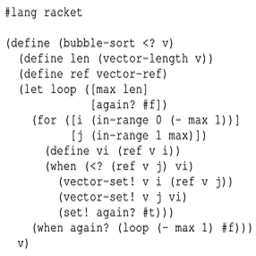 #lang racket

(define (bubble-sort <? v)
  (define len (vector-length v))
  (define ref vector-ref)
  (let loop ([max len]
             [again? #f])
    (for ([i (in-range 0 (- max 1))]
          [j (in-range 1 max)])
      (define vi (ref v i))
      (when (<? (ref v j) vi)
        (vector-set! v i (ref v j))
        (vector-set! v j vi)
        (set! again? #t)))
    (when again? (loop (- max 1) #f)))
  v)